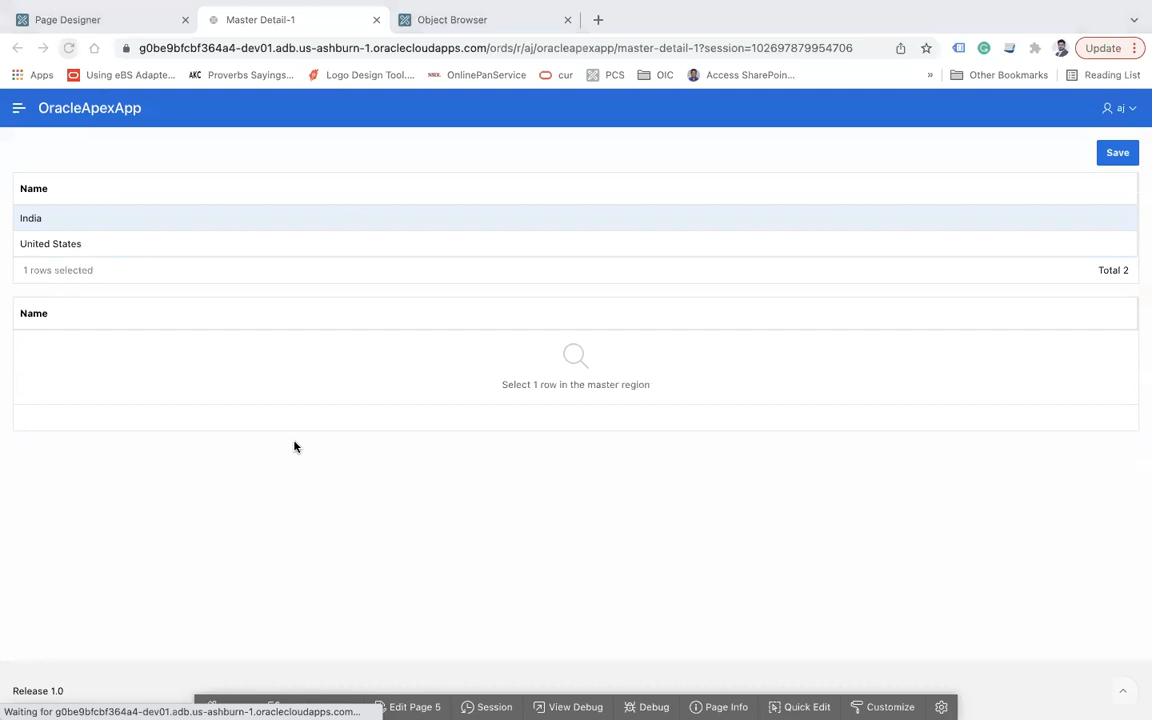 Page Designer
Master Detail-1
Object Browser
g0be9bfcbf364a4-dev01.adb.us-ashburn-1.oraclecloudapps.com/ords/r/aj/oracleapexapp/master-detail-1?session=102697879954706
Update
Apps
Using eBS Adapte...
AKC Proverbs Sayings...
Logo Design Tool....
OnlinePanService
cur
PCS
OIC
Access SharePoin...
»
Other Bookmarks
Reading List
OracleApexApp
aj
Save
Name
India
United States
1 rows selected
Total 2
Name
Select 1 row in the master region
Release 1.0
Edit Page 5
Session
View Debug
Debug
Page Info
Quick Edit
Customize
Waiting for g0be9bfcbf364a4-dev01.adb.us-ashburn-1.oraclecloudapps.com...